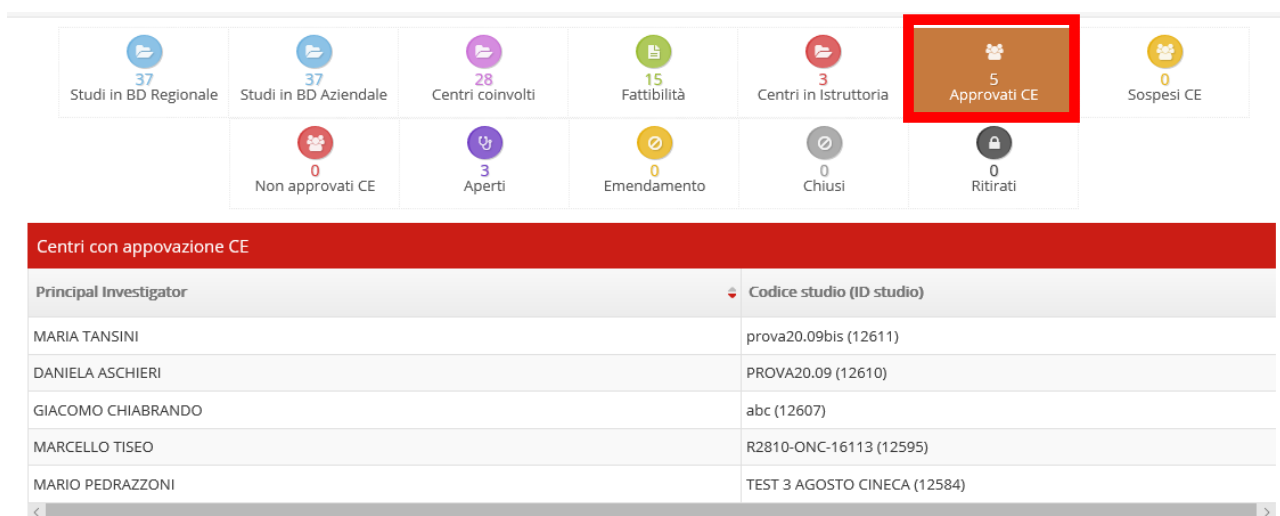 37
Studi in BD Regionale
37
Studi in BD Aziendale
28
Centri coinvolti
15
Fattibilità
3
Centri in Istruttoria
5
Approvati CE
0
Sospesi CE
0
Non approvati CE
3
Aperti
0
Emendamento
0
Chiusi
0
Ritirati
Centri con appovazione CE
Principal Investigator Codice studio (ID studio)
MARIA TANSINI prova20.09bis (12611)
DANIELA ASCHIERI PROVA20.09 (12610)
GIACOMO CHIABRANDO abc (12607)
MARCELLO TISEO R2810-ONC-16113 (12595)
MARIO PEDRAZZONI TEST 3 AGOSTO CINECA (12584)